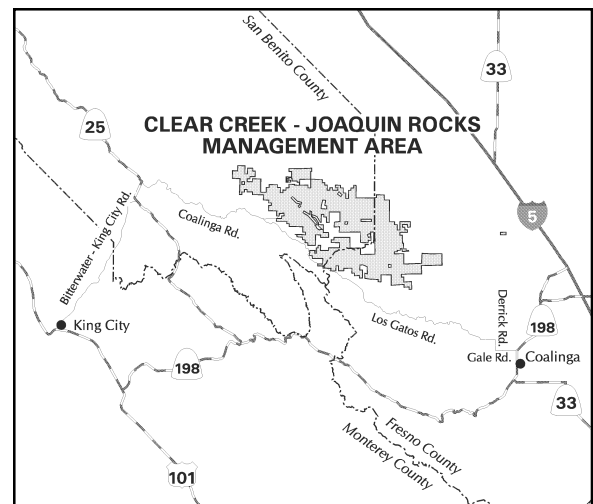 San Benito County
33
25
CLEAR CREEK - JOAQUIN ROCKS
MANAGEMENT AREA
5
Bitterwater - King City Rd.
Coalinga Rd.
King City
Los Gatos Rd.
Derrick Rd.
198
Gale Rd.
Coalinga
198
33
Fresno County
Monterey County
101